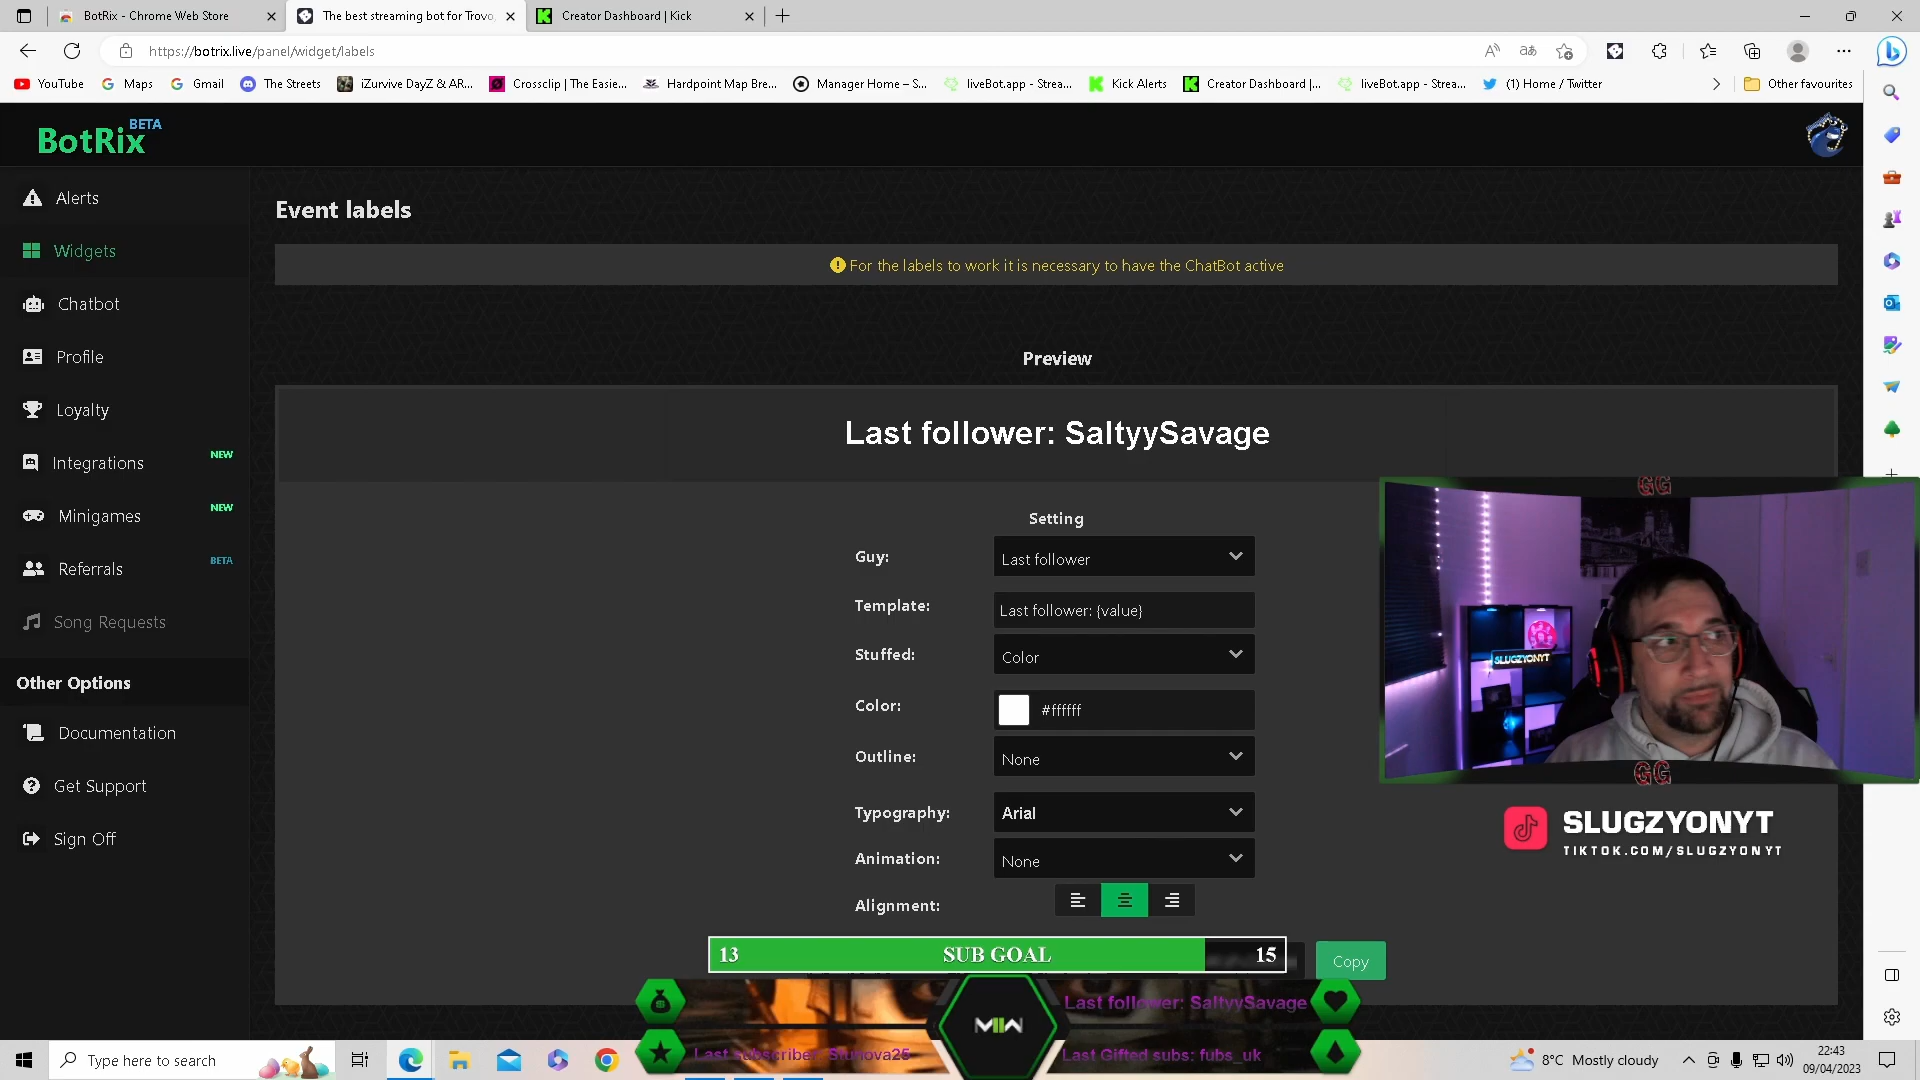 BotRix - Chrome Web Store
The best streaming bot for Trovo,
Creator Dashboard | Kick
https://botrix.live/panel/widget/labels
YouTube
Maps
Gmail
The Streets
iZurvive DayZ & AR...
Crossclip | The Easie...
Hardpoint Map Bre...
Manager Home – S...
liveBot.app - Strea...
Kick Alerts
Creator Dashboard |...
liveBot.app - Strea...
(1) Home / Twitter
Other favourites
BotRix BETA
Alerts
Widgets
Chatbot
Profile
Loyalty
Integrations NEW
Minigames NEW
Referrals BETA
Song Requests
Other Options
Documentation
Get Support
Sign Off
Event labels
For the labels to work it is necessary to have the ChatBot active
Preview
Last follower: SaltyySavage
Setting
Guy: Last follower
Template: Last follower: {value}
Stuffed: Color
Color: #ffffff
Outline: None
Typography: Arial
Animation: None
Alignment:
Copy
GG
SLUGZYONYT
GG
SLUGZYONYT
TIKTOK.COM/SLUGZYONYT
13 SUB GOAL 15
Last follower: SaltyySavage
MW
Last subscriber: Stunova25
Last Gifted subs: fubs_uk
Type here to search
8°C Mostly cloudy
22:43
09/04/2023